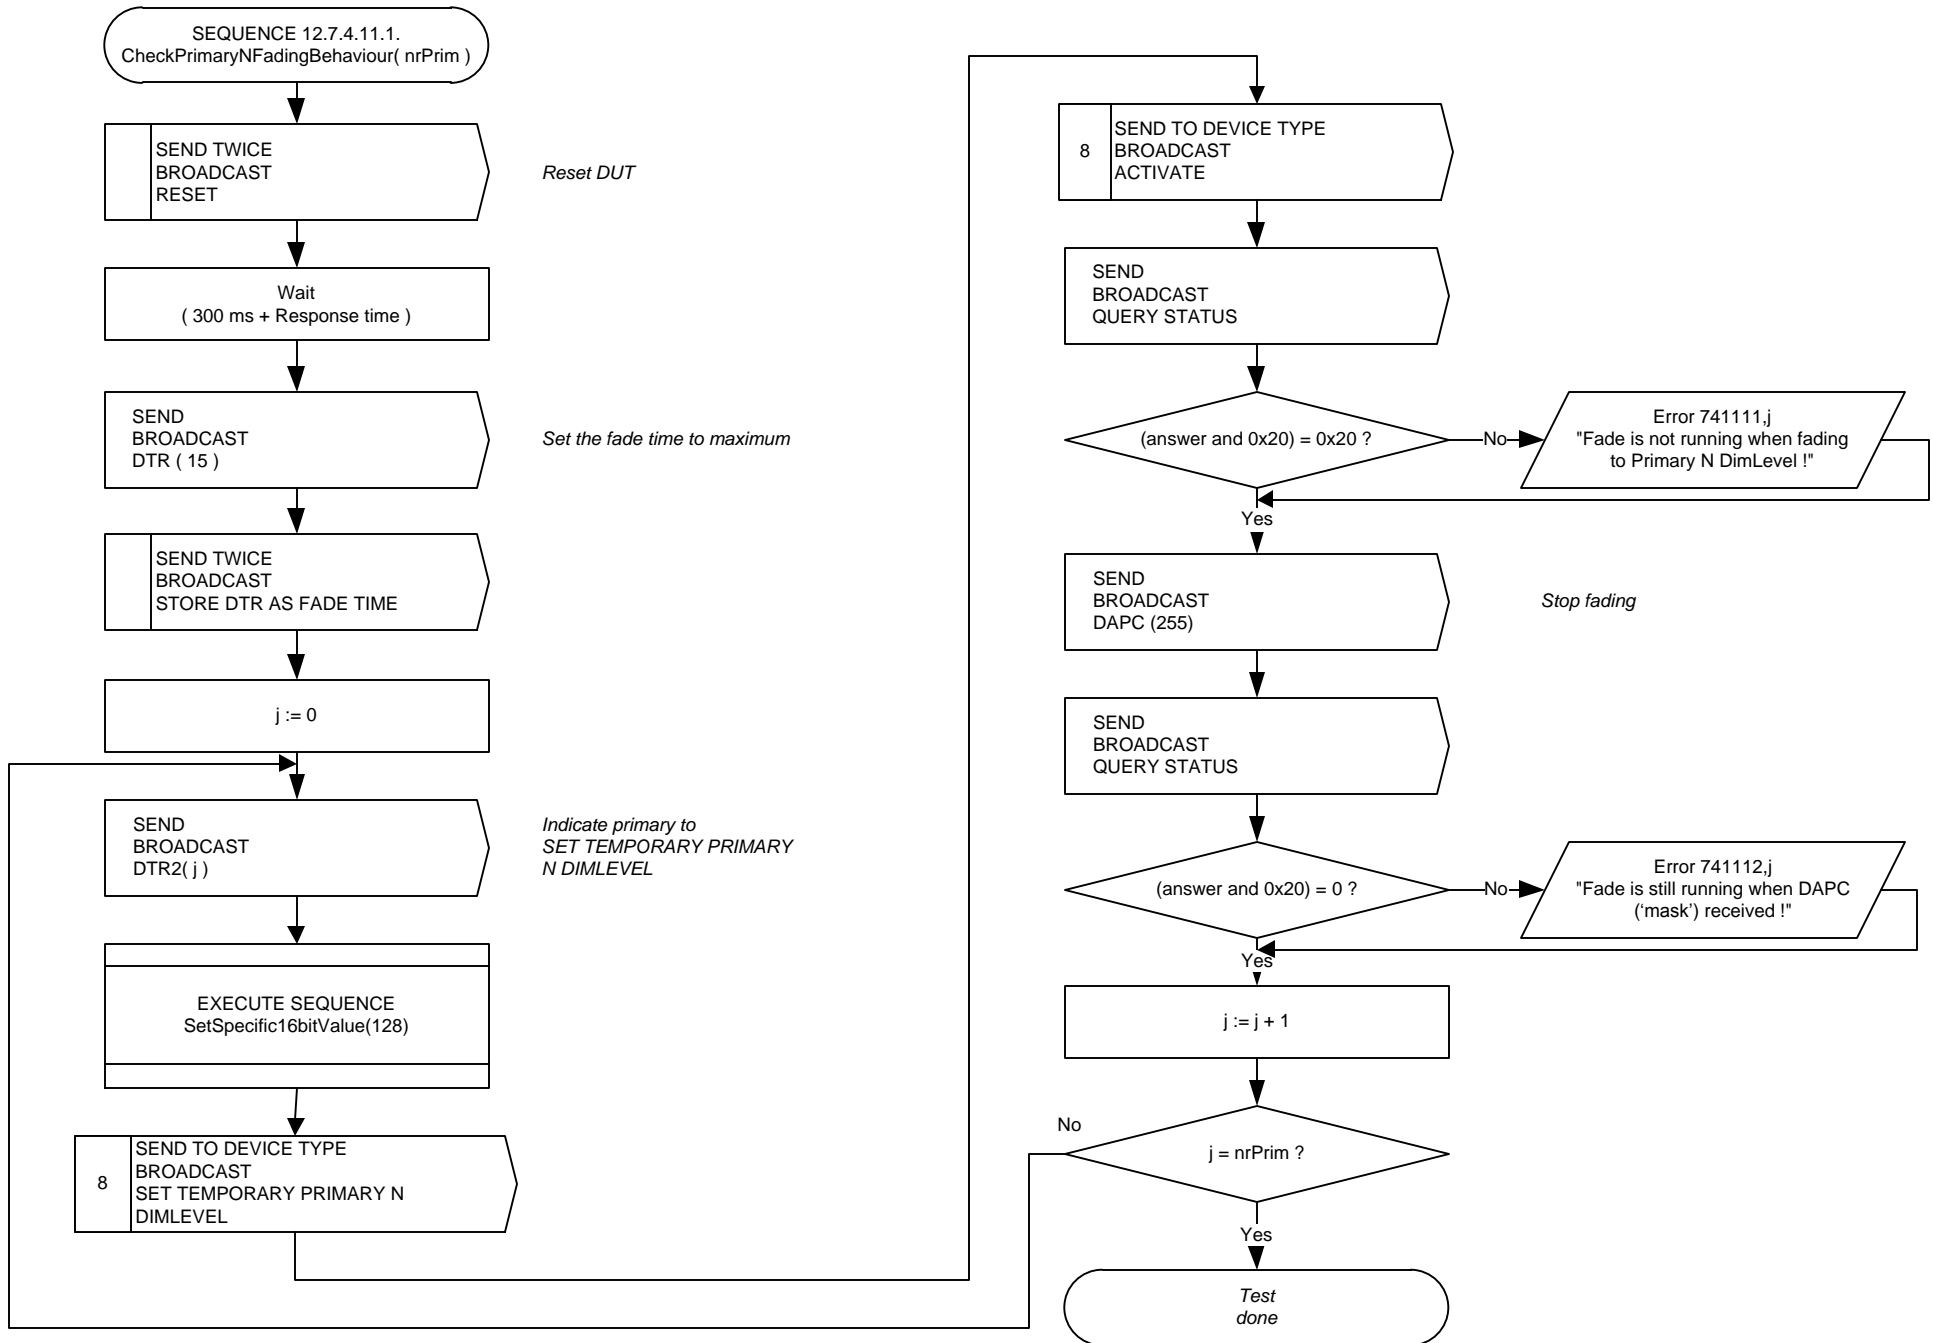 SEQUENCE 12.7.4.11.1.
CheckPrimaryNFadingBehaviour( nrPrim )
SEND TWICE
BROADCAST
RESET
Reset DUT
Wait
( 300 ms + Response time )
SEND
BROADCAST
DTR ( 15 )
Set the fade time to maximum
SEND TWICE
BROADCAST
STORE DTR AS FADE TIME
j := 0
SEND
BROADCAST
DTR2( j )
Indicate primary to
SET TEMPORARY PRIMARY
N DIMLEVEL
EXECUTE SEQUENCE
SetSpecific16bitValue(128)
8
SEND TO DEVICE TYPE
BROADCAST
SET TEMPORARY PRIMARY N
DIMLEVEL
8
SEND TO DEVICE TYPE
BROADCAST
ACTIVATE
SEND
BROADCAST
QUERY STATUS
(answer and 0x20) = 0x20 ?
No
Error 741111,j
"Fade is not running when fading
to Primary N DimLevel !"
Yes
SEND
BROADCAST
DAPC (255)
Stop fading
SEND
BROADCAST
QUERY STATUS
(answer and 0x20) = 0 ?
No
Error 741112,j
"Fade is still running when DAPC
(‘mask’) received !"
Yes
j := j + 1
No
j = nrPrim ?
Yes
Test
done